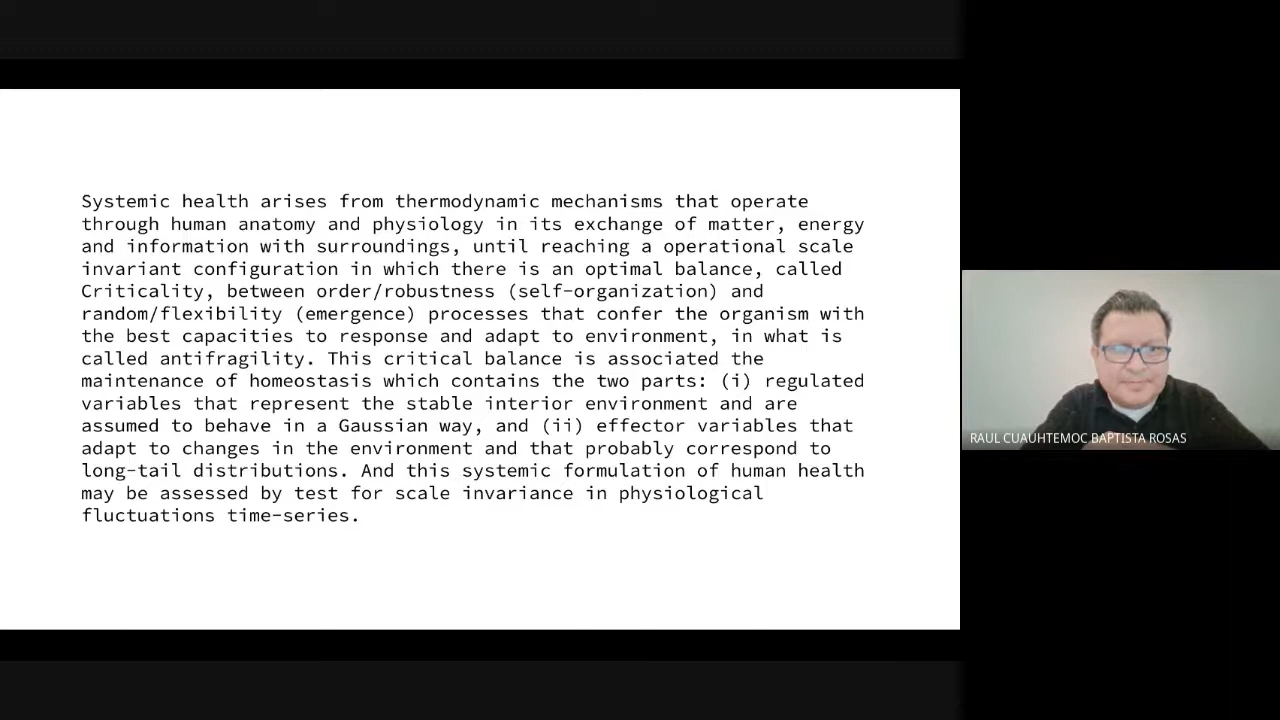 Systemic health arises from thermodynamic mechanisms that operate
through human anatomy and physiology in its exchange of matter, energy
and information with surroundings, until reaching a operational scale
invariant configuration in which there is an optimal balance, called
Criticality, between order/robustness (self-organization) and
random/flexibility (emergence) processes that confer the organism with
the best capacities to response and adapt to environment, in what is
called antifragility. This critical balance is associated the
maintenance of homeostasis which contains the two parts: (i) regulated
variables that represent the stable interior environment and are
assumed to behave in a Gaussian way, and (ii) effector variables that
adapt to changes in the environment and that probably correspond to
long-tail distributions. And this systemic formulation of human health
may be assessed by test for scale invariance in physiological
fluctuations time-series.
RAUL CUAUHTEMOC BAPTISTA ROSAS